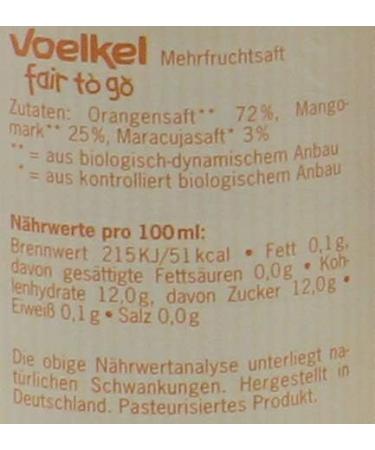 Voelkel Mehrfruchtsaft
fair to go
Zutaten: Orangensaft** 72%, Mango-
mark** 25%, Maracujasaft* 3%
** = aus biologisch-dynamischem Anbau
* = aus kontrolliert biologischem Anbau
Nährwerte pro 100ml:
Brennwert 215KJ/51kcal • Fett 0,1g,
davon gesättigte Fettsäuren 0,0g • Koh-
lenhydrate 12,0g, davon Zucker 12,0g •
Eiweiß 0,1g • Salz 0,0g
Die obige Nährwertanalyse unterliegt na-
türlichen Schwankungen. Hergestellt in
Deutschland. Pasteurisiertes Produkt.